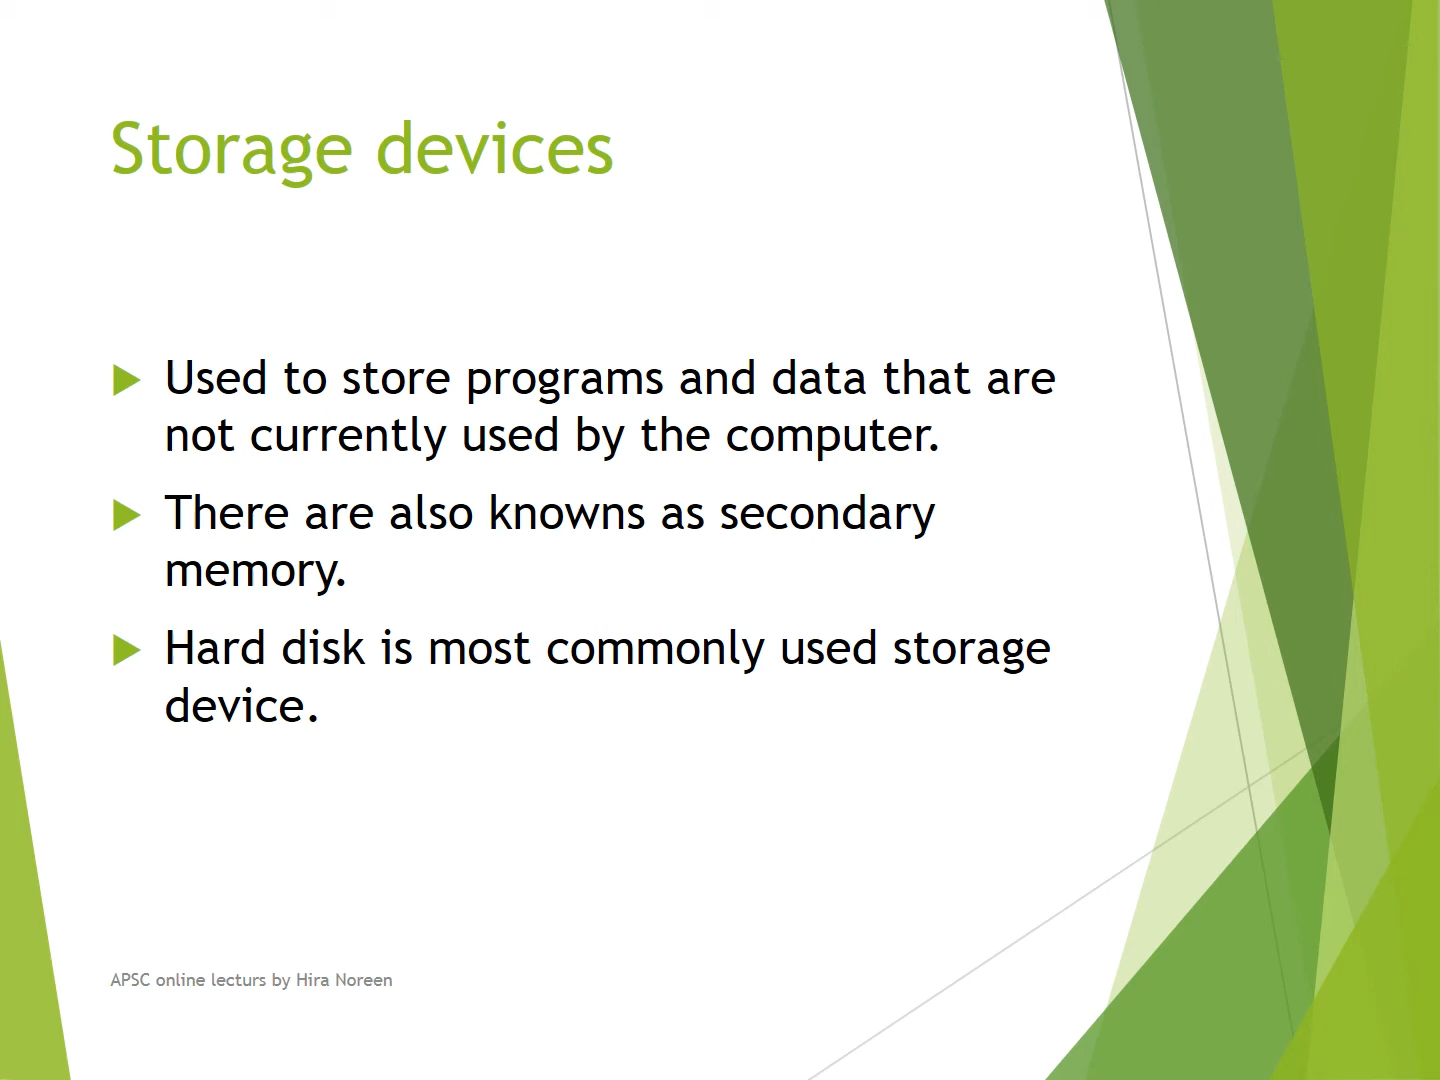 Storage devices
Used to store programs and data that are
not currently used by the computer.
There are also knowns as secondary
memory.
Hard disk is most commonly used storage
device.
APSC online lecturs by Hira Noreen